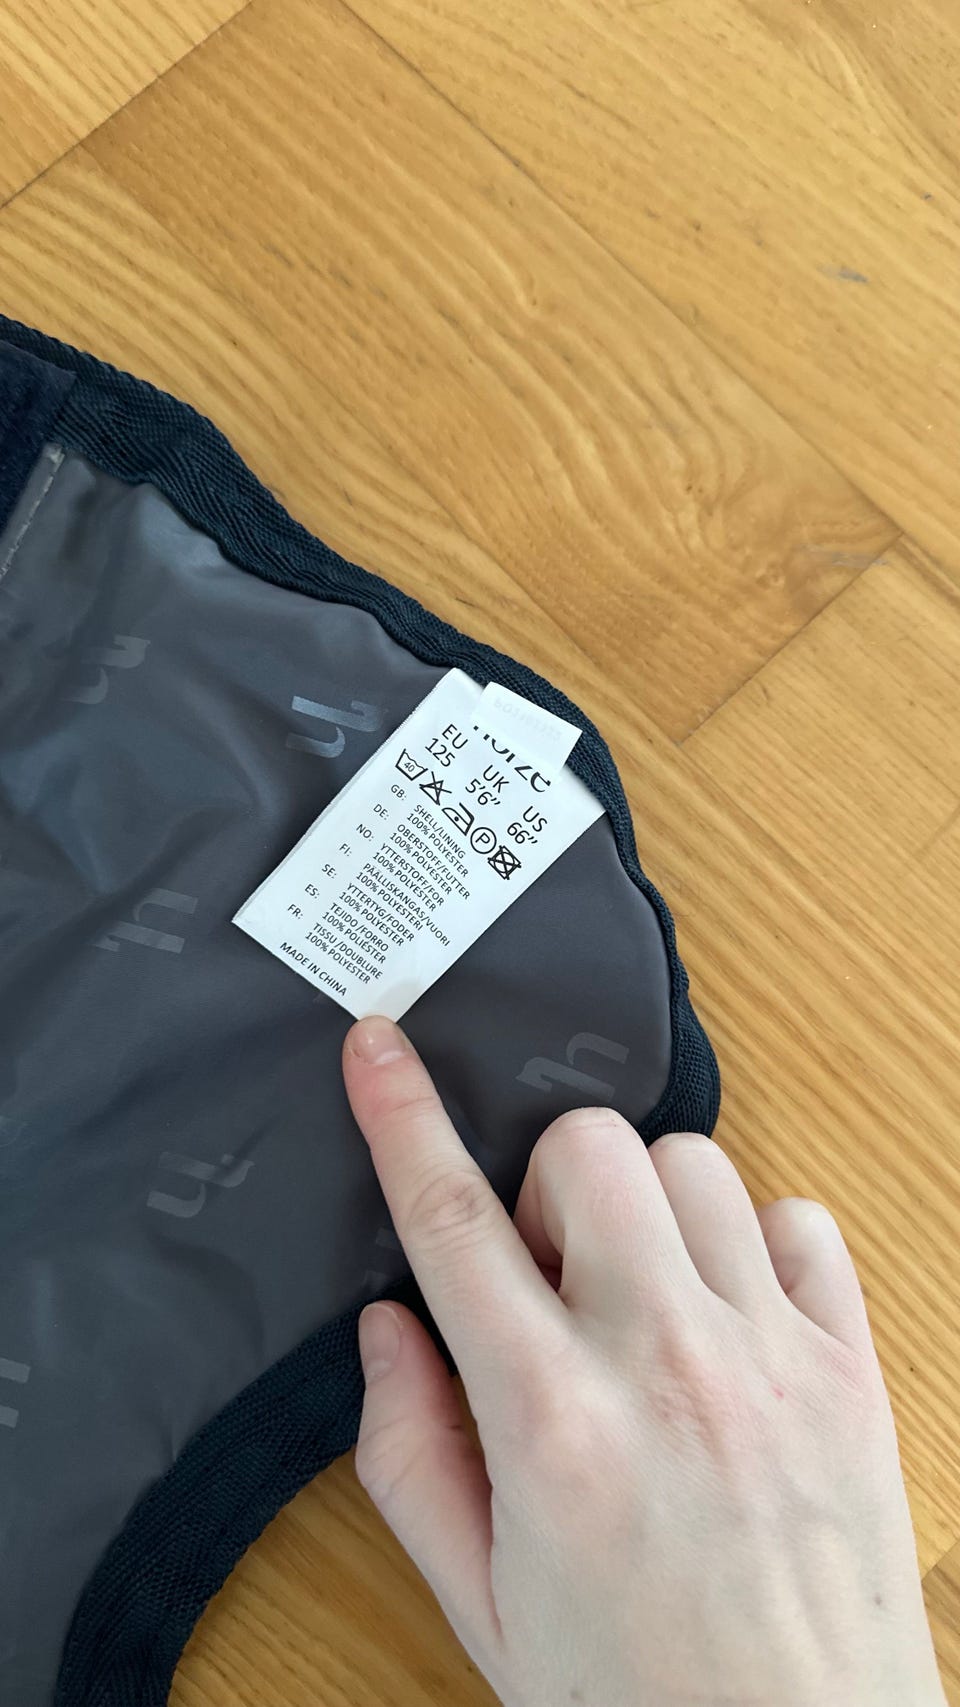 horze
EU UK US
125 5'6" 66"
40 P
GB: SHELL/LINING
100% POLYESTER
DE: OBERSTOFF/FUTTER
100% POLYESTER
NO: YTTERSTOFF/FOR
100% POLYESTER
FI: PÄÄLLISKANGAS/VUORI
100% POLYESTERI
SE: YTTERTYG/FODER
100% POLYESTER
ES: TEJIDO/FORRO
100% POLIÉSTER
FR: TISSU/DOUBLURE
100% POLYESTER
MADE IN CHINA